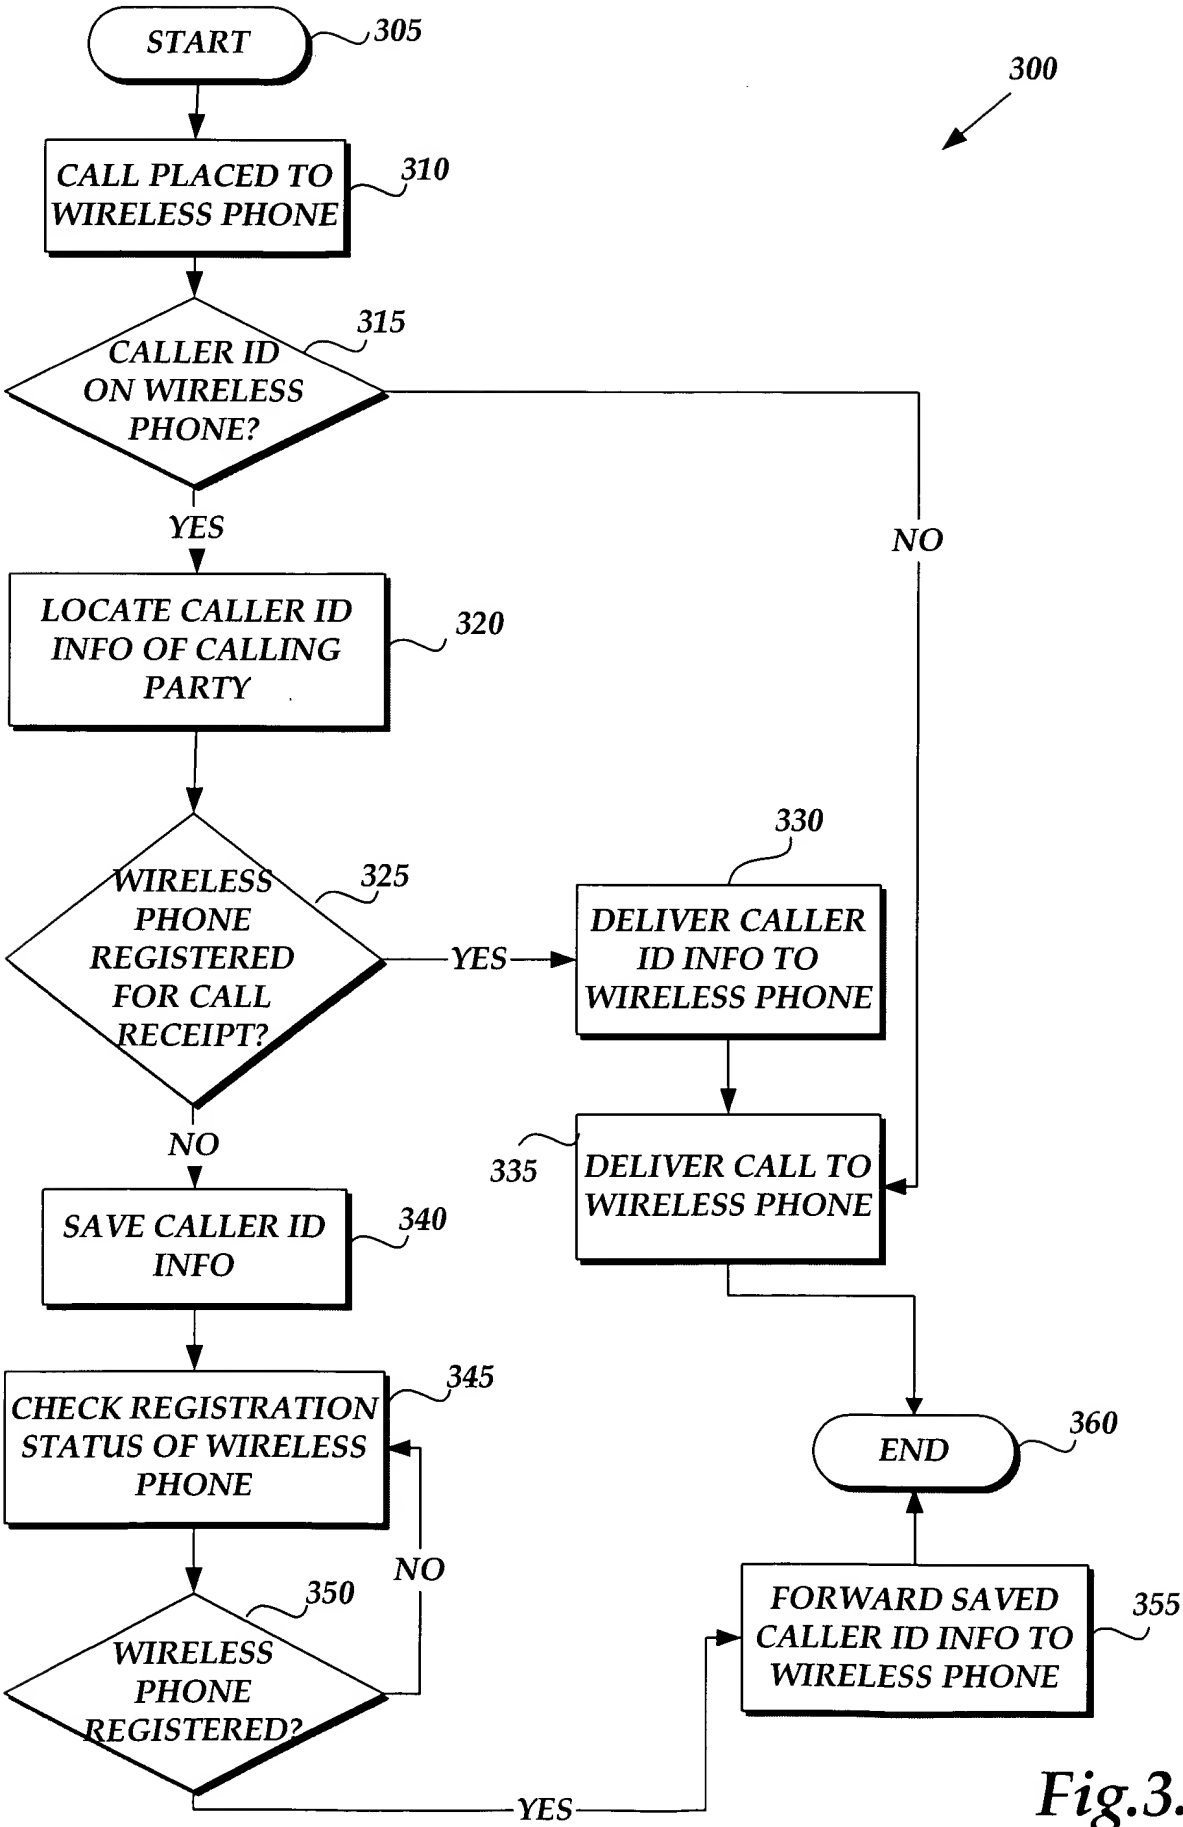 START
305
300
CALL PLACED TO
WIRELESS PHONE
310
315
CALLER ID
ON WIRELESS
PHONE?
YES
NO
LOCATE CALLER ID
INFO OF CALLING
PARTY
320
330
325
WIRELESS
PHONE
REGISTERED
FOR CALL
RECEIPT?
YES
DELIVER CALLER
ID INFO TO
WIRELESS PHONE
NO
335
DELIVER CALL TO
WIRELESS PHONE
SAVE CALLER ID
INFO
340
345
CHECK REGISTRATION
STATUS OF WIRELESS
PHONE
END
360
NO
350
WIRELESS
PHONE
REGISTERED?
FORWARD SAVED
CALLER ID INFO TO
WIRELESS PHONE
355
YES
Fig.3.